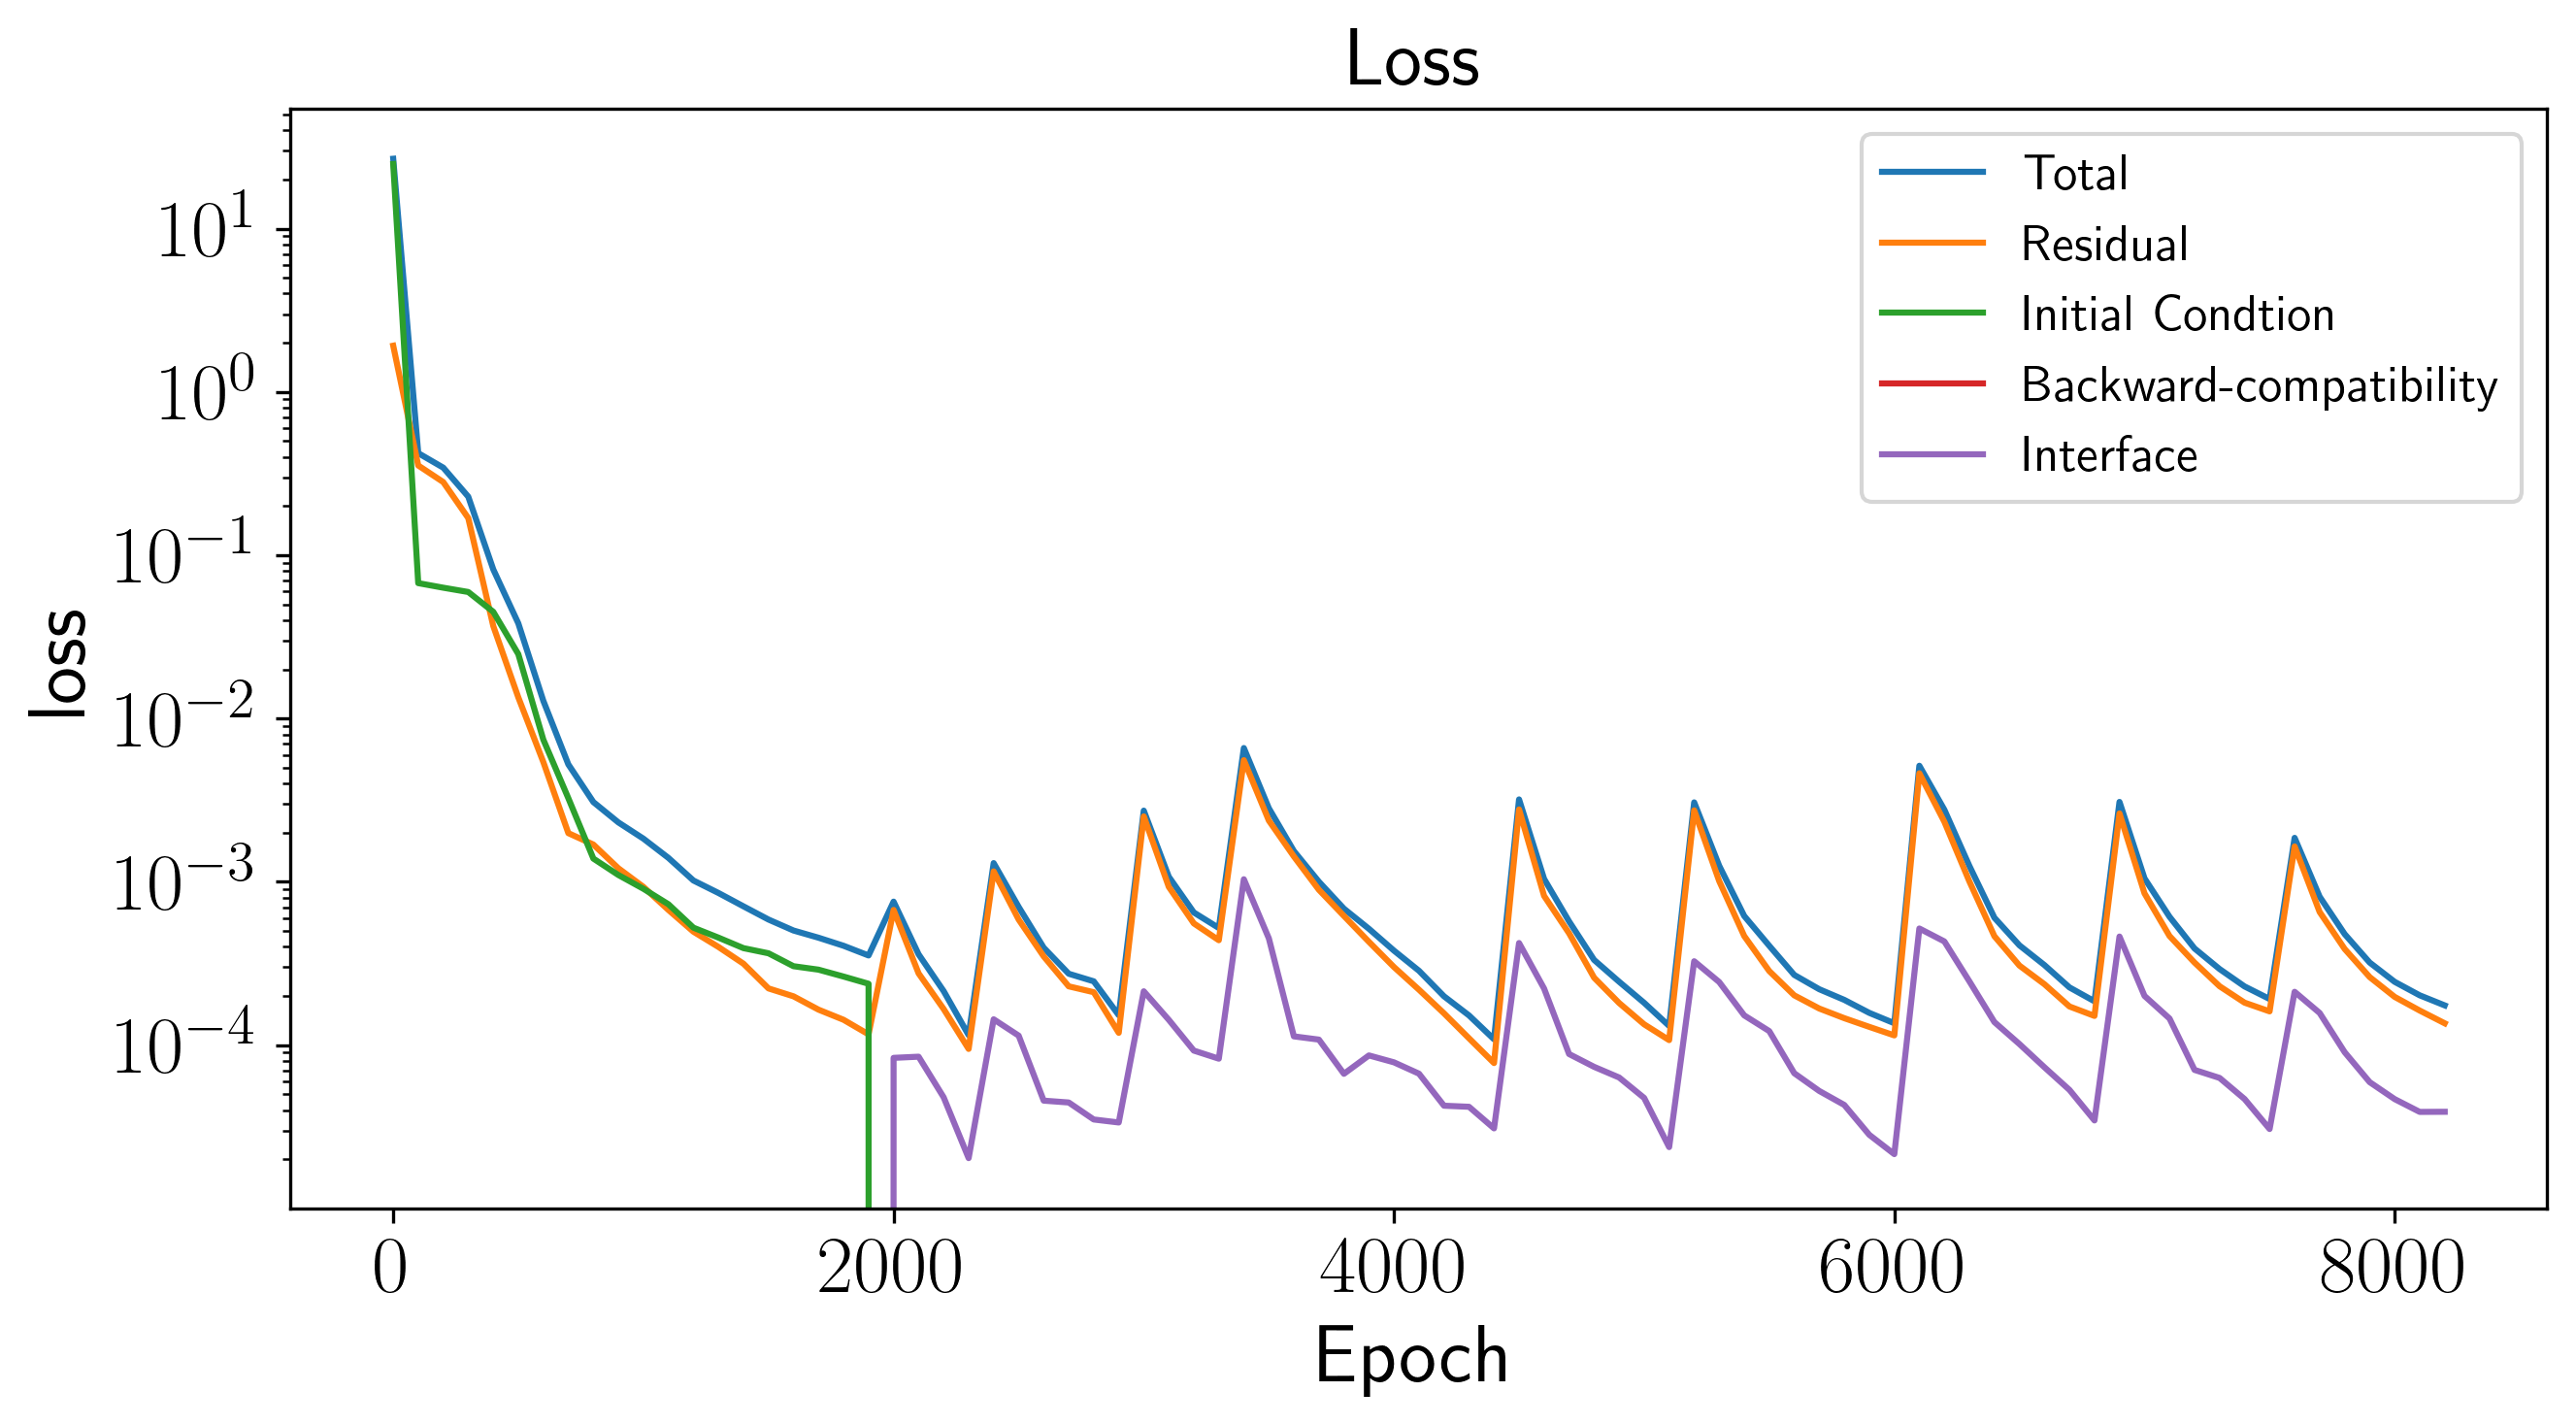 Loss
loss
10^1
10^0
10^−1
10^−2
10^−3
10^−4
Total
Residual
Initial Condtion
Backward-compatibility
Interface
0 2000 4000 6000 8000
Epoch